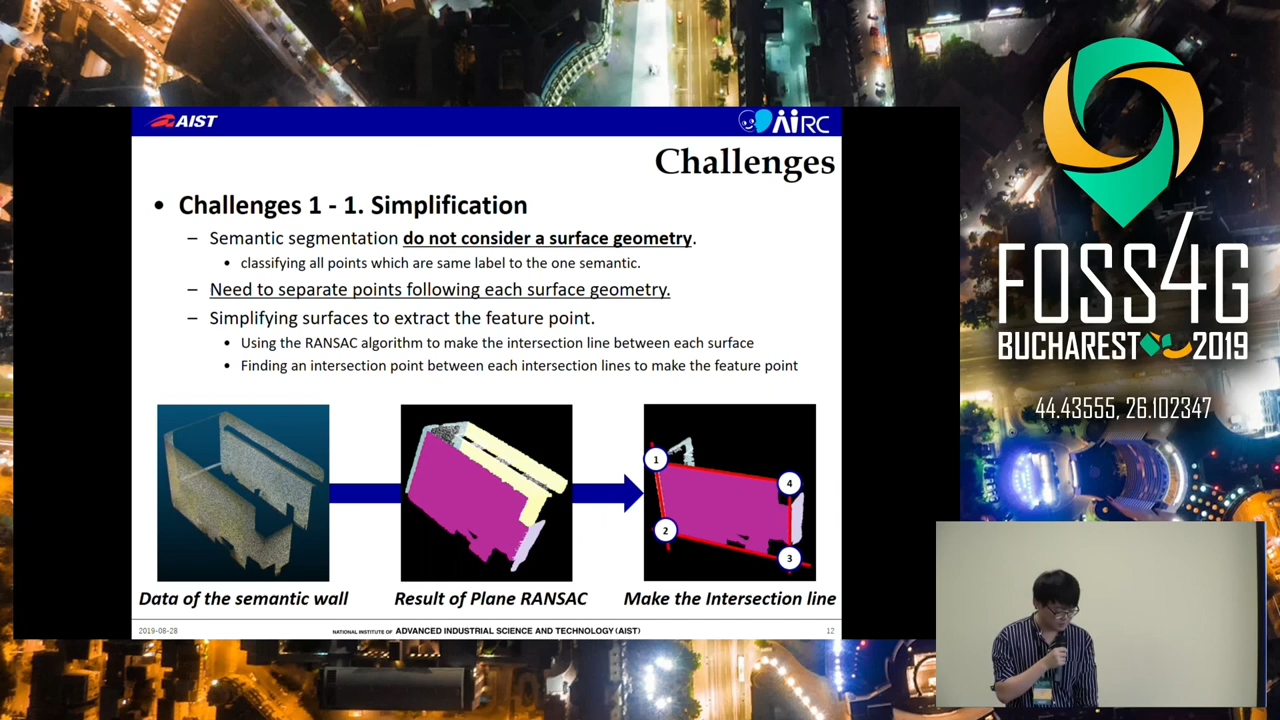 AIST
AiRC
Challenges
• Challenges 1 - 1. Simplification
– Semantic segmentation do not consider a surface geometry.
• classifying all points which are same label to the one semantic.
– Need to separate points following each surface geometry.
– Simplifying surfaces to extract the feature point.
• Using the RANSAC algorithm to make the intersection line between each surface
• Finding an intersection point between each intersection lines to make the feature point
1
4
2
3
Data of the semantic wall
Result of Plane RANSAC
Make the Intersection line
2019-08-28
NATIONAL INSTITUTE OF ADVANCED INDUSTRIAL SCIENCE AND TECHNOLOGY (AIST)
12
FOSS4G
BUCHAREST 2019
44.43555, 26.102347